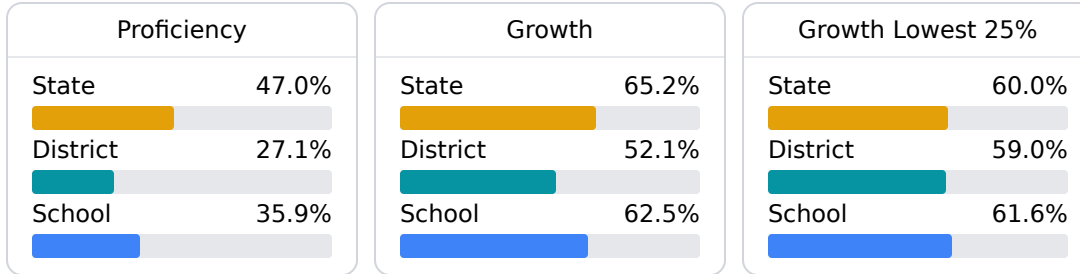 Proficiency
State 47.0%
District 27.1%
School 35.9%
Growth
State 65.2%
District 52.1%
School 62.5%
Growth Lowest 25%
State 60.0%
District 59.0%
School 61.6%